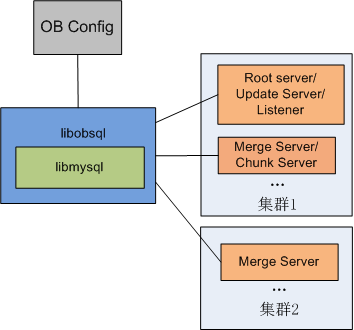 OB Config
libobsql
libmysql
Root server/
Update Server/
Listener
Merge Server/
Chunk Server
...
集群1
Merge Server
...
集群2